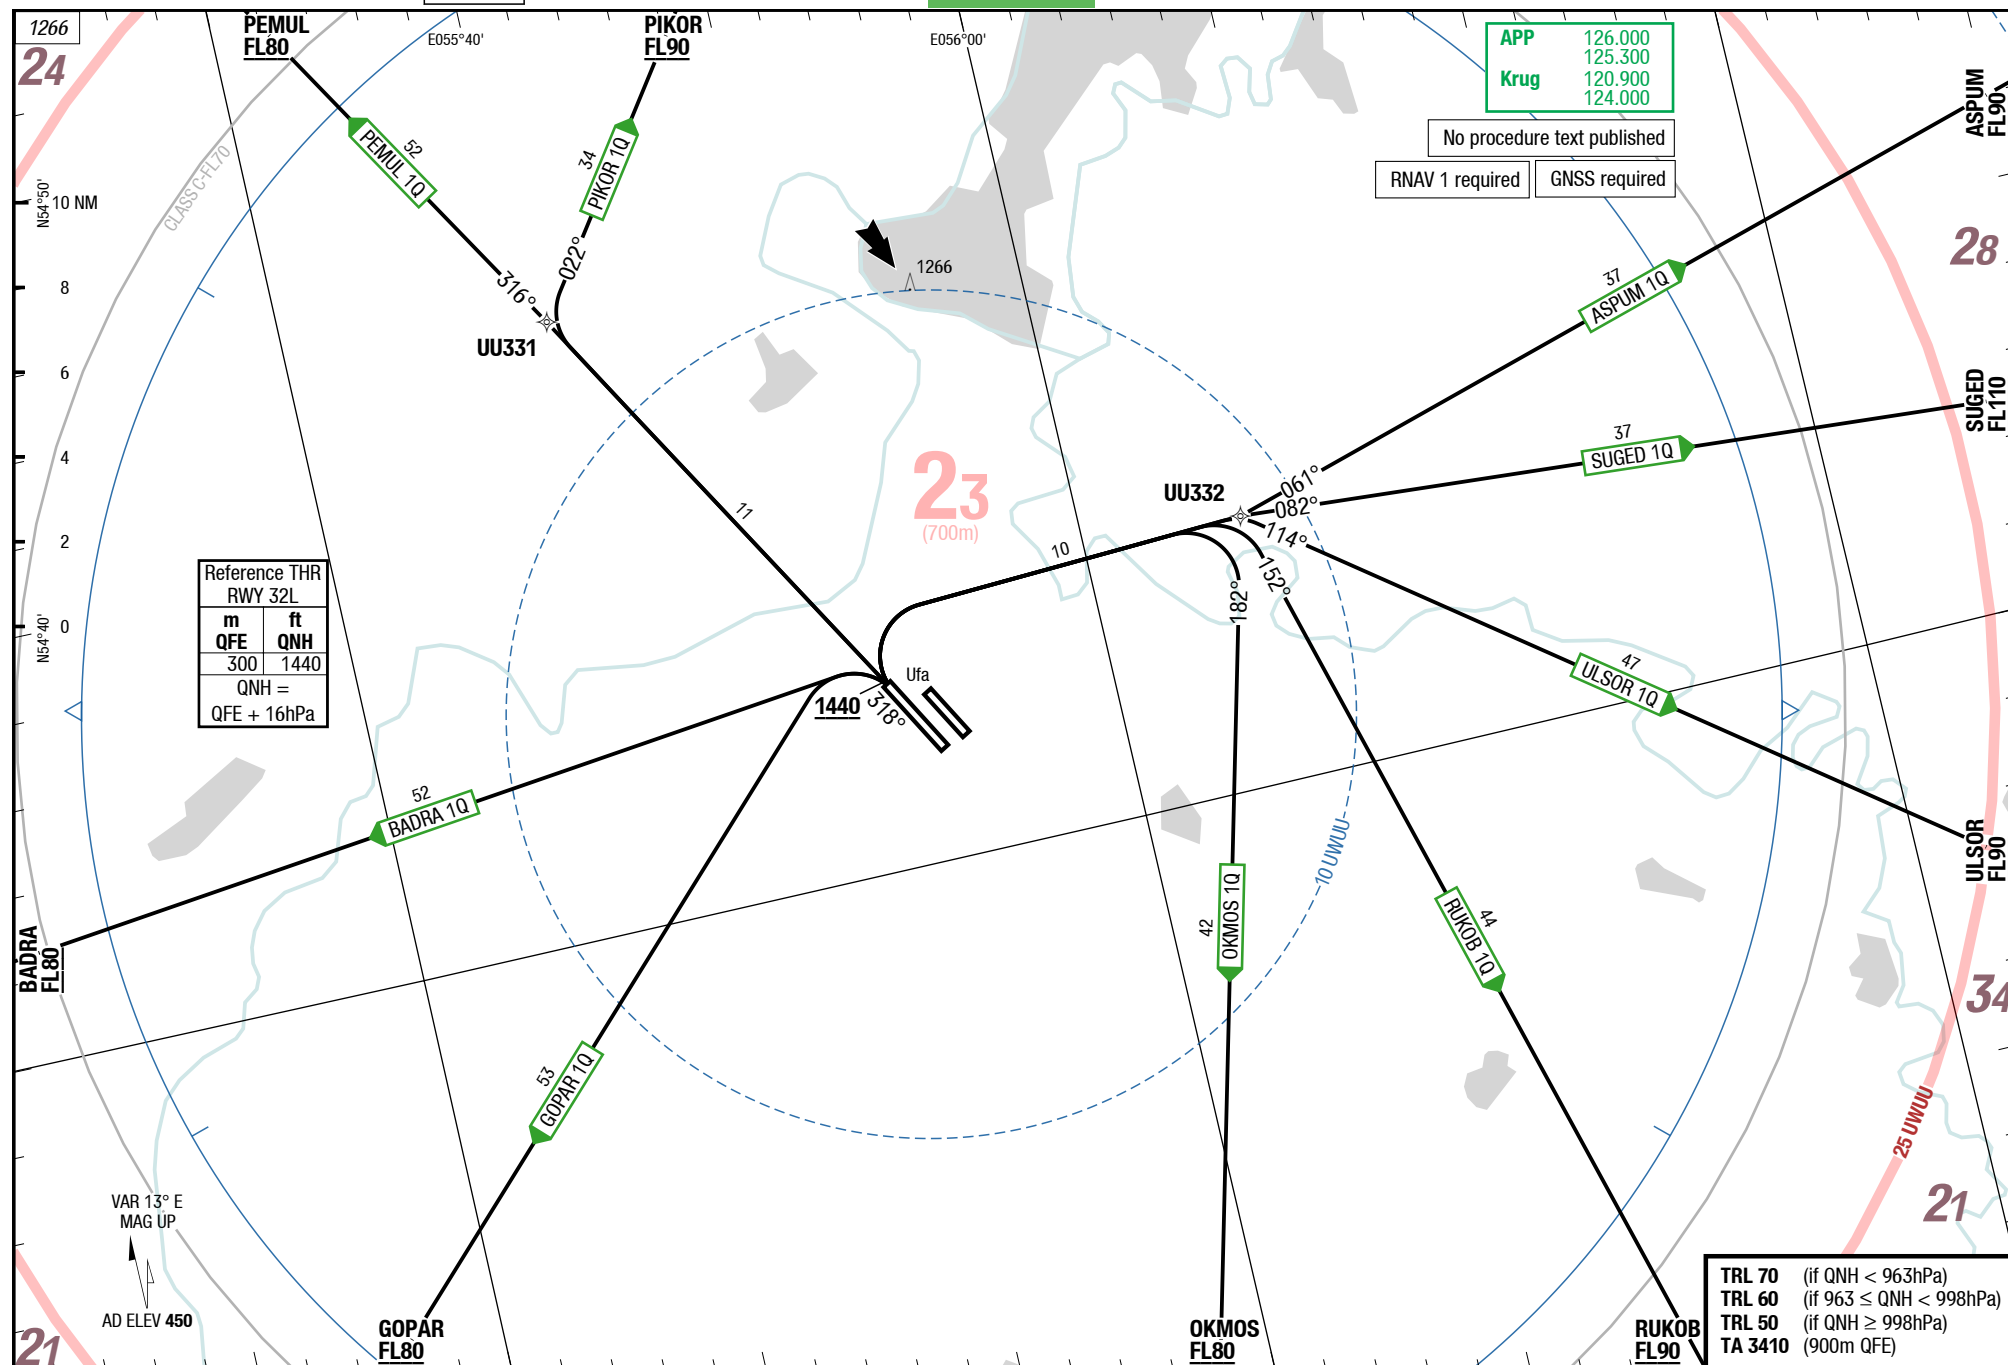 1266
PEMUL
FL80
E055°40'
PIKOR
FL90
E056°00'
APP 126.000
125.300
Krug 120.900
124.000
ASPUM
FL90
24
No procedure text published
RNAV 1 required
GNSS required
CLASS C-FL70
52
PEMUL 1Q
34
PIKOR 1Q
N54°50'
10 NM
28
022°
316°
1266
37
ASPUM 1Q
8
UU331
6
SUGED
FL110
4
37
SUGED 1Q
23
(700m)
11
UU332
061°
082°
114°
10
152°
182°
2
Reference THR
RWY 32L
m ft
QFE QNH
300 1440
QNH =
QFE + 16hPa
N54°40'
0
Ufa
1440
318°
47
ULSOR 1Q
52
BADRA 1Q
10 UWUU
ULSOR
FL90
BADRA
FL80
42
OKMOS 1Q
44
RUKOB 1Q
34
53
GOPAR 1Q
25 UWUU
VAR 13° E
MAG UP
21
AD ELEV 450
21
GOPAR
FL80
OKMOS
FL80
RUKOB
FL90
TRL 70 (if QNH < 963hPa)
TRL 60 (if 963 ≤ QNH < 998hPa)
TRL 50 (if QNH ≥ 998hPa)
TA 3410 (900m QFE)